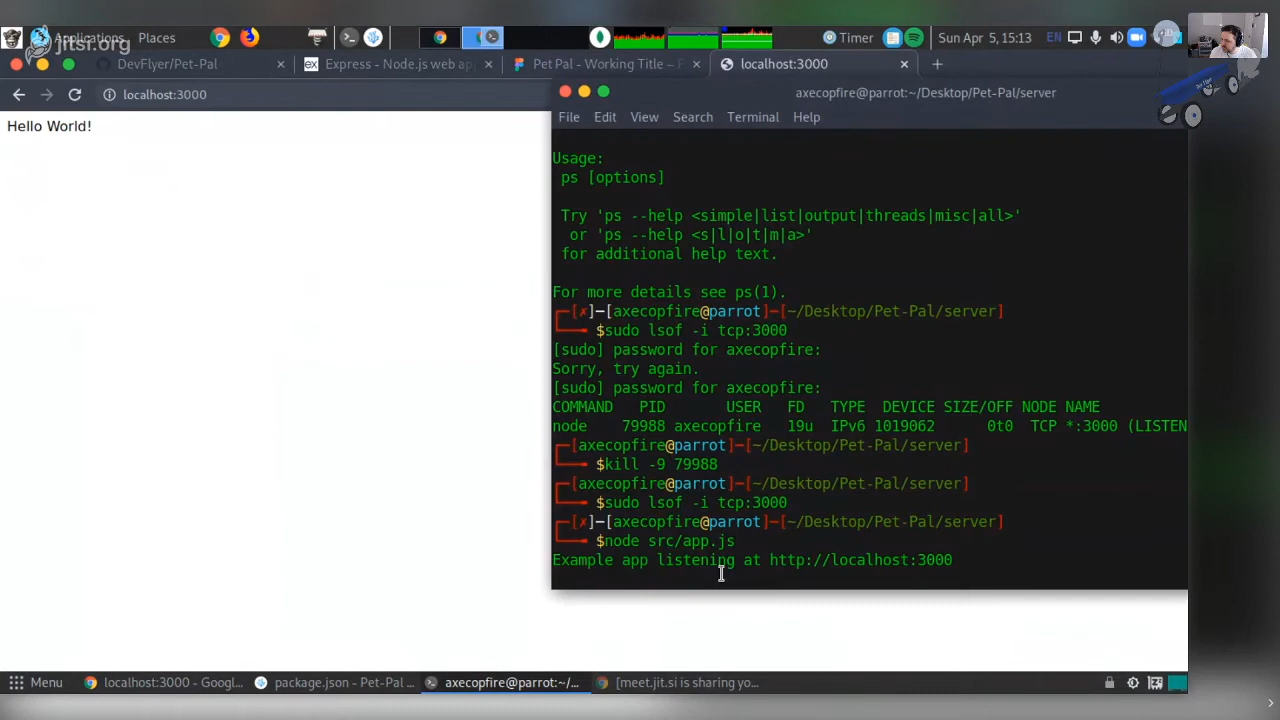 jitsi.org
Applications
Places
Timer
Sun Apr 5, 15:13
EN
DevFlyer/Pet-Pal
Express - Node.js web app
Pet Pal - Working Title –
localhost:3000
localhost:3000
Hello World!
axecopfire@parrot:~/Desktop/Pet-Pal/server
File Edit View Search Terminal Help
Usage:
ps [options]
Try 'ps --help <simple|list|output|threads|misc|all>'
or 'ps --help <s|l|o|t|m|a>'
for additional help text.
For more details see ps(1).
┌─[✗]─[axecopfire@parrot]─[~/Desktop/Pet-Pal/server]
└──╼ $sudo lsof -i tcp:3000
[sudo] password for axecopfire:
Sorry, try again.
[sudo] password for axecopfire:
COMMAND PID USER FD TYPE DEVICE SIZE/OFF NODE NAME
node 79988 axecopfire 19u IPv6 1019062 0t0 TCP *:3000 (LISTEN
┌─[axecopfire@parrot]─[~/Desktop/Pet-Pal/server]
└──╼ $kill -9 79988
┌─[axecopfire@parrot]─[~/Desktop/Pet-Pal/server]
└──╼ $sudo lsof -i tcp:3000
┌─[✗]─[axecopfire@parrot]─[~/Desktop/Pet-Pal/server]
└──╼ $node src/app.js
Example app listening at http://localhost:3000
Menu
localhost:3000 - Googl...
package.json - Pet-Pal ...
axecopfire@parrot:~/...
[meet.jit.si is sharing yo...